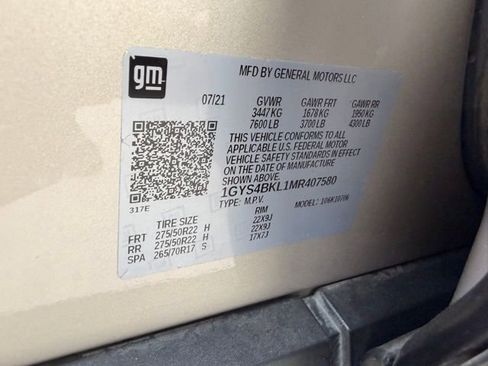 gm
MFD BY GENERAL MOTORS LLC
07/21 GVWR GAWR FRT GAWR RR
3447 KG 1678 KG 1950 KG
7600 LB 3700 LB 4300 LB
THIS VEHICLE CONFORMS TO ALL
APPLICABLE U.S. FEDERAL MOTOR
VEHICLE SAFETY STANDARDS IN
EFFECT ON THE DATE OF MANUFACTURE
SHOWN ABOVE.
1GYS4BKL1MR407580
317E
TYPE: M.P.V. MODEL: 106K10706
TIRE SIZE RIM
FRT 275/50R22 H 22X9J
RR 275/50R22 H 22X9J
SPA 265/70R17 S 17X7J